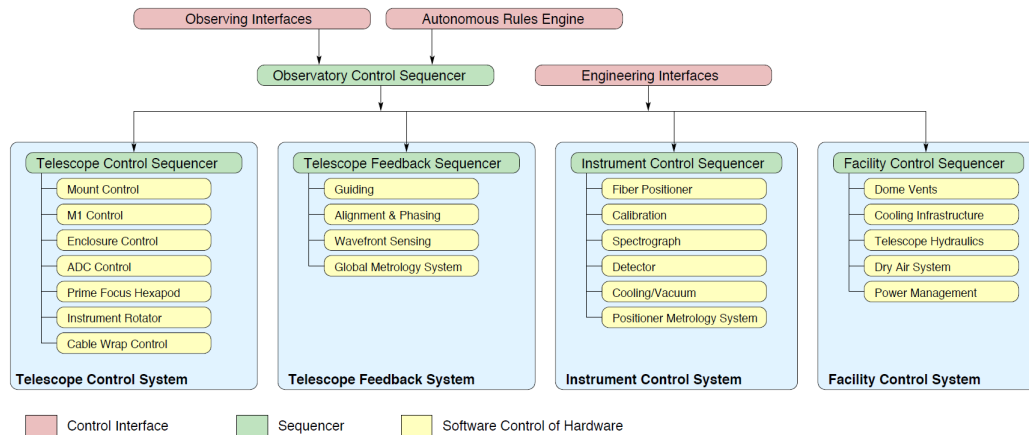 Observing Interfaces
Autonomous Rules Engine
Observatory Control Sequencer
Engineering Interfaces
Telescope Control Sequencer
Mount Control
M1 Control
Enclosure Control
ADC Control
Prime Focus Hexapod
Instrument Rotator
Cable Wrap Control
Telescope Control System
Telescope Feedback Sequencer
Guiding
Alignment & Phasing
Wavefront Sensing
Global Metrology System
Telescope Feedback System
Instrument Control Sequencer
Fiber Positioner
Calibration
Spectrograph
Detector
Cooling/Vacuum
Positioner Metrology System
Instrument Control System
Facility Control Sequencer
Dome Vents
Cooling Infrastructure
Telescope Hydraulics
Dry Air System
Power Management
Facility Control System
Control Interface
Sequencer
Software Control of Hardware